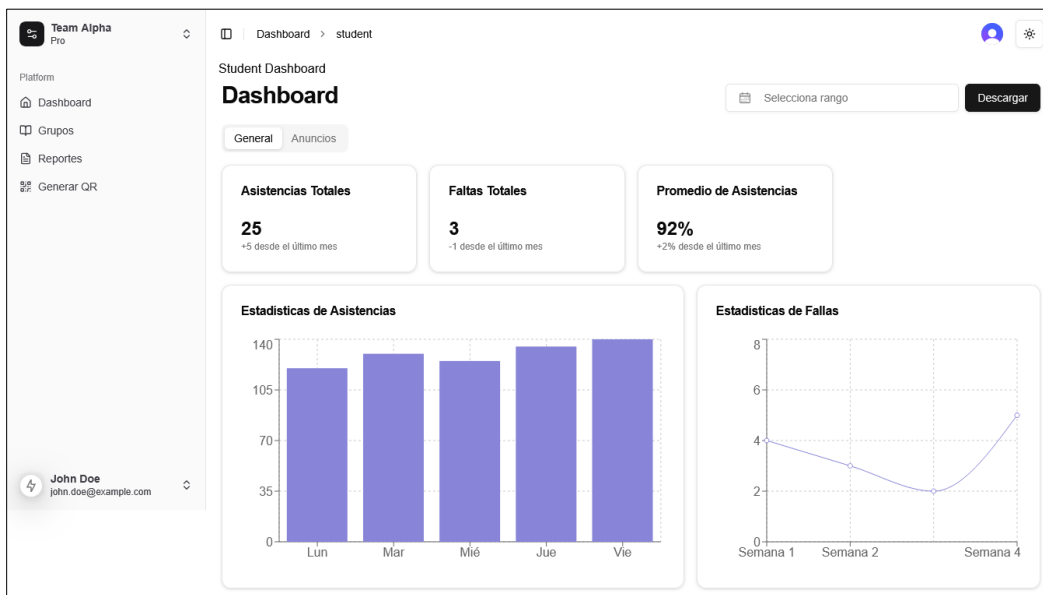 Team Alpha
Pro
Platform
Dashboard
Grupos
Reportes
Generar QR
John Doe
john.doe@example.com
Dashboard > student
Student Dashboard
Dashboard
Selecciona rango
Descargar
General Anuncios
Asistencias Totales
25
+5 desde el último mes
Faltas Totales
3
-1 desde el último mes
Promedio de Asistencias
92%
+2% desde el último mes
Estadisticas de Asistencias
140
105
70
35
0
Lun Mar Mié Jue Vie
Estadisticas de Fallas
8
6
4
2
0
Semana 1 Semana 2 Semana 4